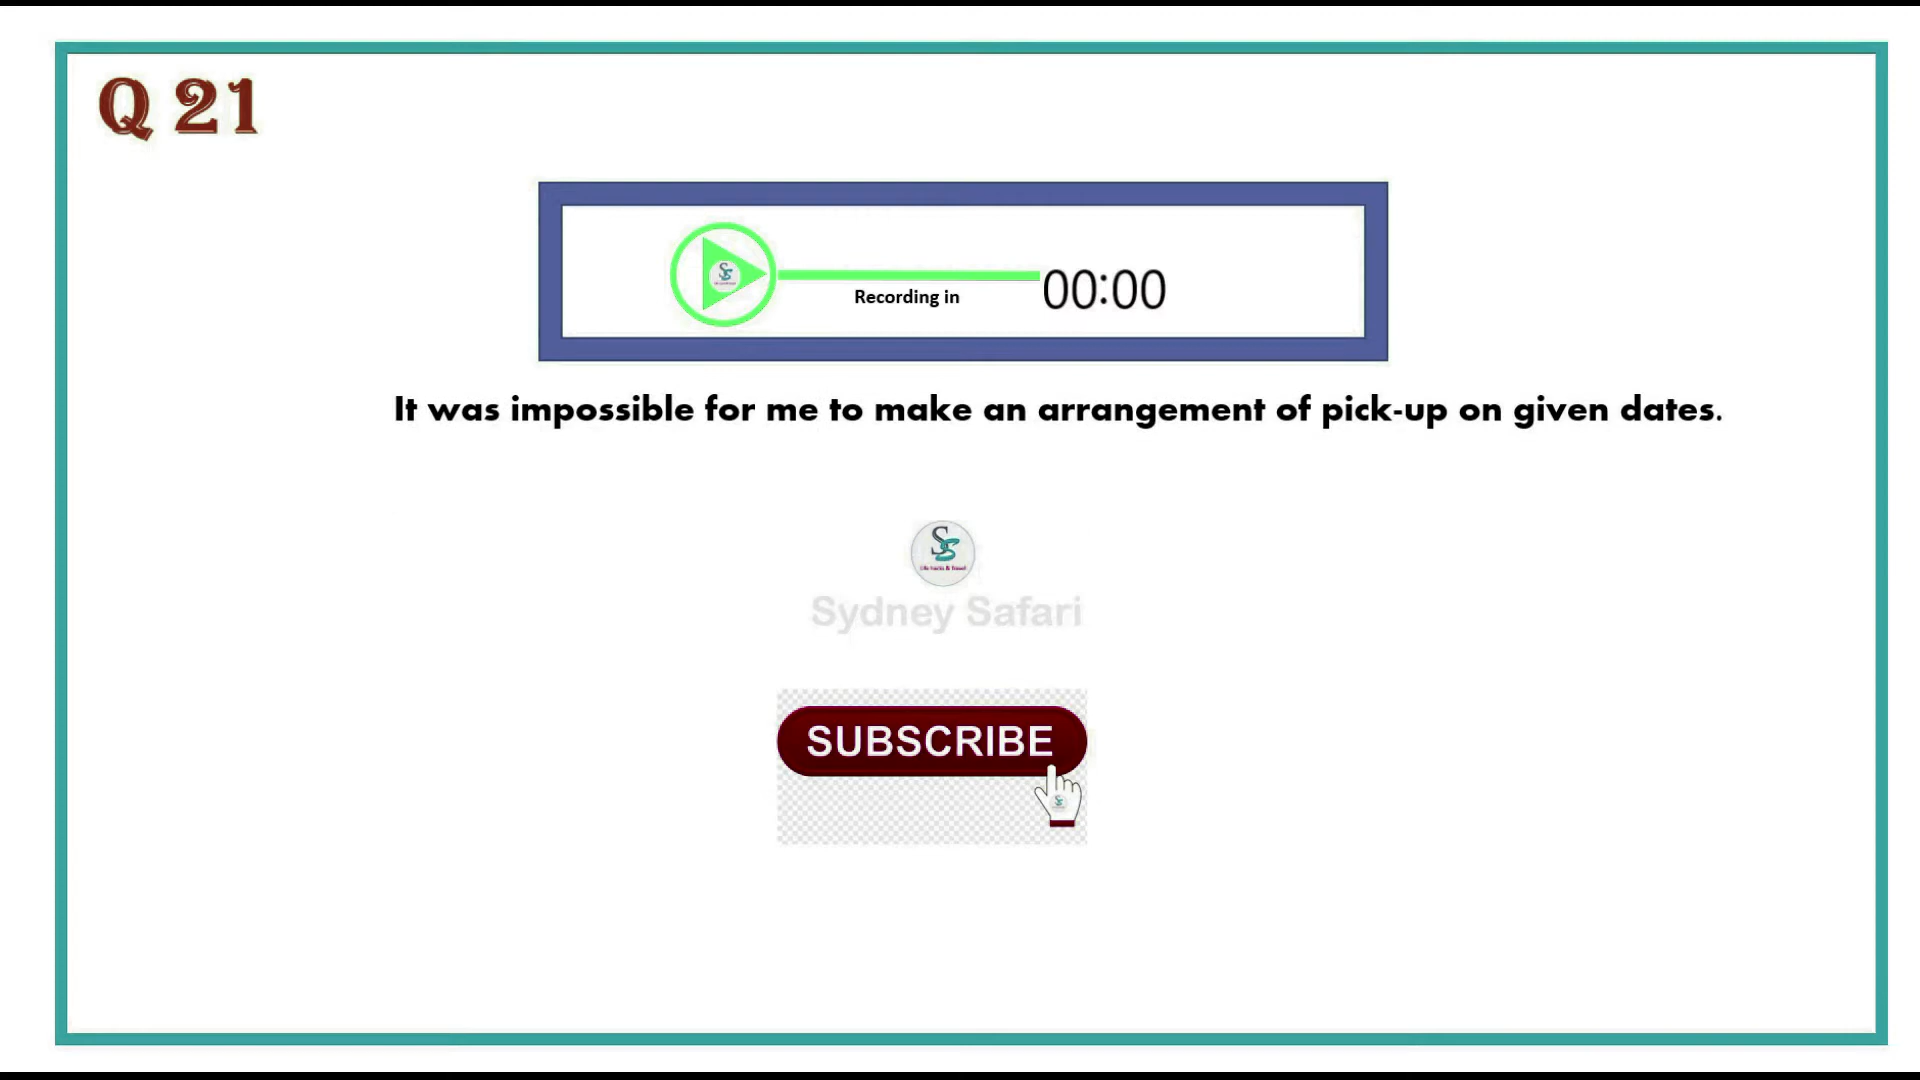 Q 21
Recording in
00:00
It was impossible for me to make an arrangement of pick-up on given dates.
Sydney Safari
SUBSCRIBE